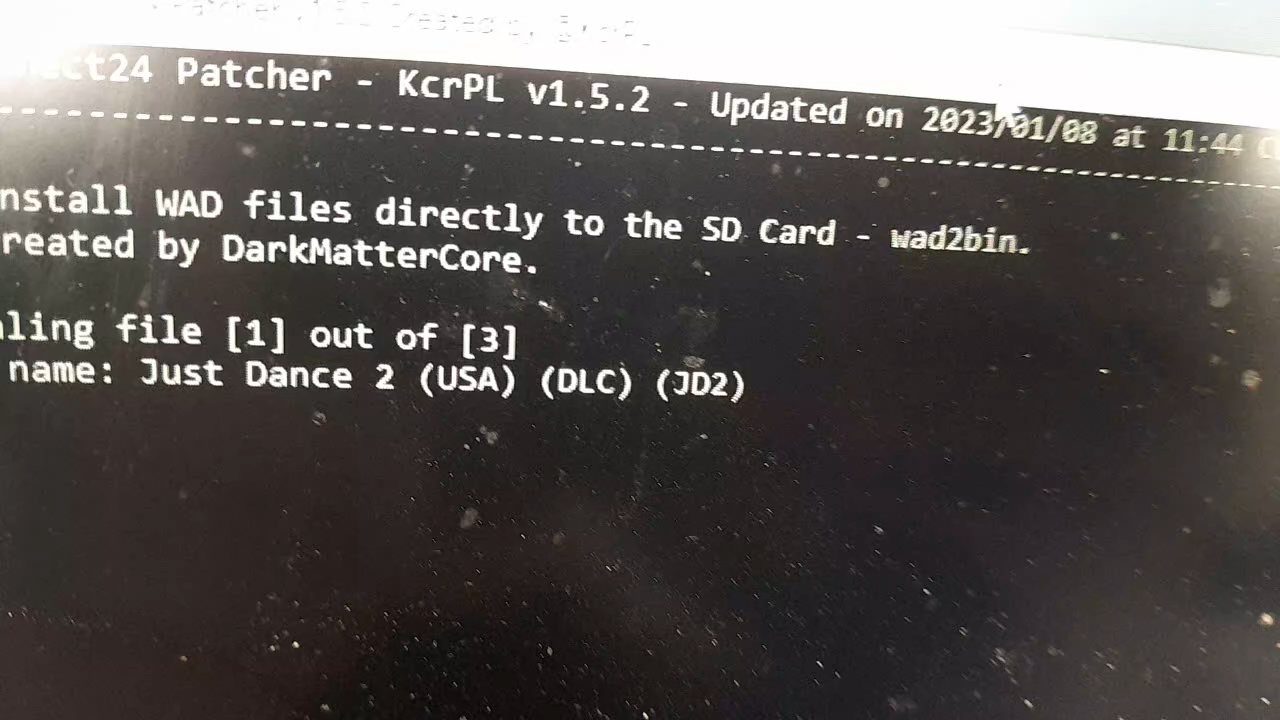 nect24 Patcher - KcrPL v1.5.2 - Updated on 2023/01/08 at 11:44 C
nstall WAD files directly to the SD Card - wad2bin.
reated by DarkMatterCore.
ling file [1] out of [3]
name: Just Dance 2 (USA) (DLC) (JD2)